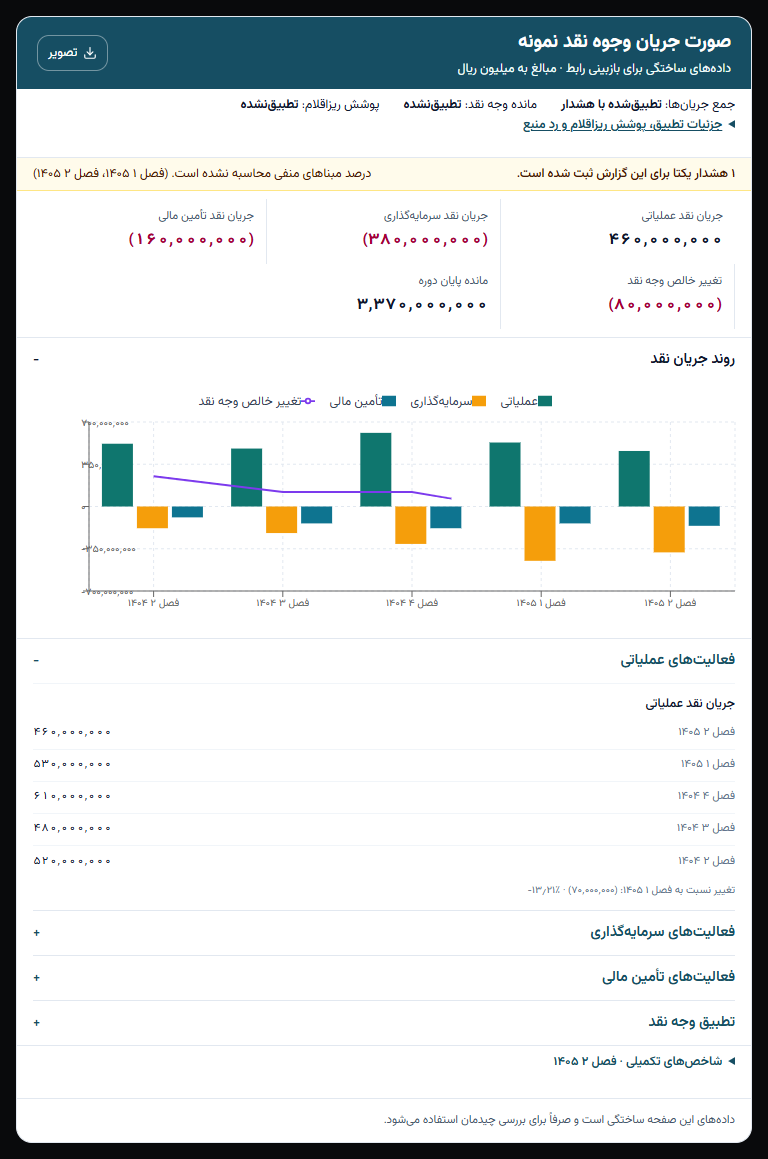 صورت جریان وجوه نقد نمونه
داده‌های ساختگی برای بازبینی رابط · مبالغ به میلیون ریال
تصویر
جمع جریان‌ها: تطبیق‌شده با هشدار مانده وجه نقد: تطبیق‌نشده پوشش ریزاقلام: تطبیق‌نشده
◀ جزئیات تطبیق، پوشش ریزاقلام و رد منبع
۱ هشدار یکتا برای این گزارش ثبت شده است. درصد مبناهای منفی محاسبه نشده است. (فصل ۱ ۱۴۰۵، فصل ۲ ۱۴۰۵)
جریان نقد عملیاتی
۴۶۰,۰۰۰,۰۰۰
جریان نقد سرمایه‌گذاری
(۳۸۰,۰۰۰,۰۰۰)
جریان نقد تأمین مالی
(۱۶۰,۰۰۰,۰۰۰)
تغییر خالص وجه نقد
(۸۰,۰۰۰,۰۰۰)
مانده پایان دوره
۳,۳۷۰,۰۰۰,۰۰۰
روند جریان نقد -
عملیاتی سرمایه‌گذاری تأمین مالی تغییر خالص وجه نقد
۷۰۰,۰۰۰,۰۰۰
۳۵۰,
۰
-۳۵۰,۰۰۰,۰۰۰
-۷۰۰,۰۰۰,۰۰۰
فصل ۲ ۱۴۰۵ فصل ۱ ۱۴۰۵ فصل ۴ ۱۴۰۴ فصل ۳ ۱۴۰۴ فصل ۲ ۱۴۰۴
فعالیت‌های عملیاتی -
جریان نقد عملیاتی
فصل ۲ ۱۴۰۵ ۴۶۰,۰۰۰,۰۰۰
فصل ۱ ۱۴۰۵ ۵۳۰,۰۰۰,۰۰۰
فصل ۴ ۱۴۰۴ ۶۱۰,۰۰۰,۰۰۰
فصل ۳ ۱۴۰۴ ۴۸۰,۰۰۰,۰۰۰
فصل ۲ ۱۴۰۴ ۵۲۰,۰۰۰,۰۰۰
تغییر نسبت به فصل ۱ ۱۴۰۵: (۷۰,۰۰۰,۰۰۰) · ۱۳٫۲۱٪-
فعالیت‌های سرمایه‌گذاری +
فعالیت‌های تأمین مالی +
تطبیق وجه نقد +
◀ شاخص‌های تکمیلی · فصل ۲ ۱۴۰۵
داده‌های این صفحه ساختگی است و صرفاً برای بررسی چیدمان استفاده می‌شود.